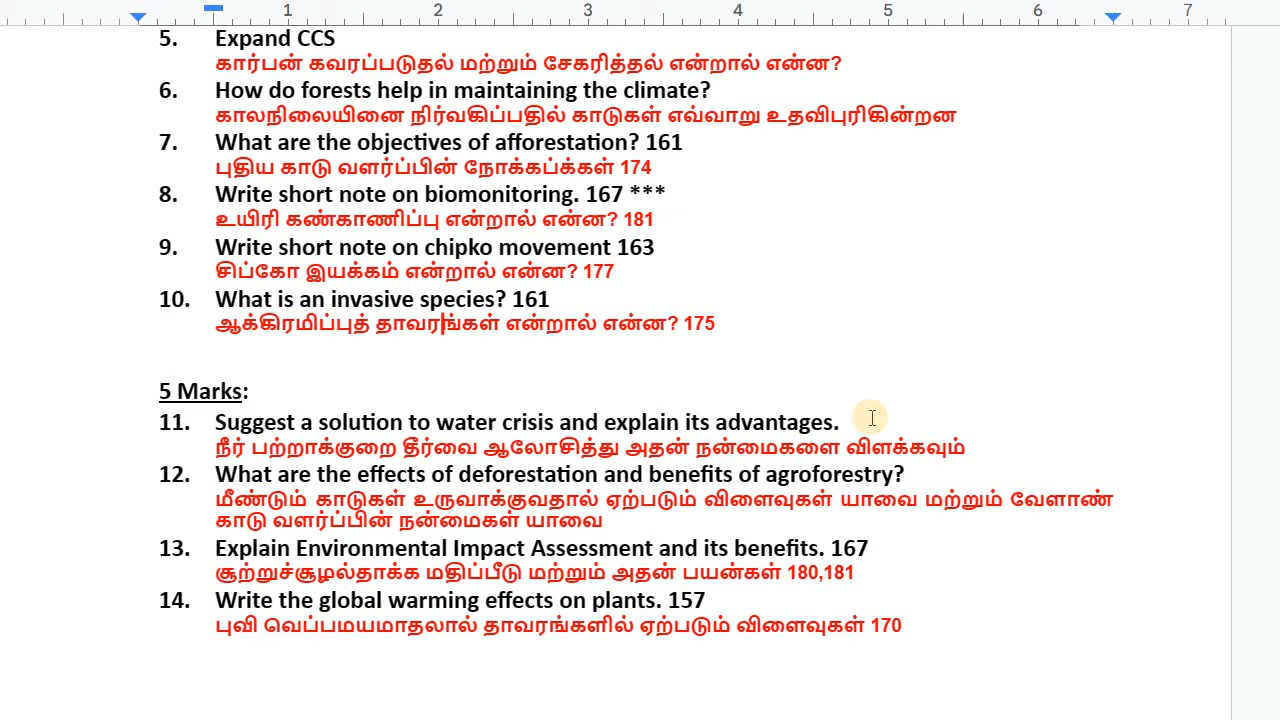 1 2 3 4 5 6 7
5. Expand CCS
கார்பன் கவரப்படுதல் மற்றும் சேகரித்தல் என்றால் என்ன?
6. How do forests help in maintaining the climate?
காலநிலையினை நிர்வகிப்பதில் காடுகள் எவ்வாறு உதவிபுரிகின்றன
7. What are the objectives of afforestation? 161
புதிய காடு வளர்ப்பின் நோக்கப்க்கள் 174
8. Write short note on biomonitoring. 167 ***
உயிரி கண்காணிப்பு என்றால் என்ன? 181
9. Write short note on chipko movement 163
சிப்கோ இயக்கம் என்றால் என்ன? 177
10. What is an invasive species? 161
ஆக்கிரமிப்புத் தாவரங்கள் என்றால் என்ன? 175
5 Marks:
11. Suggest a solution to water crisis and explain its advantages.
நீர் பற்றாக்குறை தீர்வை ஆலோசித்து அதன் நன்மைகளை விளக்கவும்
12. What are the effects of deforestation and benefits of agroforestry?
மீண்டும் காடுகள் உருவாக்குவதால் ஏற்படும் விளைவுகள் யாவை மற்றும் வேளாண்
காடு வளர்ப்பின் நன்மைகள் யாவை
13. Explain Environmental Impact Assessment and its benefits. 167
சூற்றுச்சூழல்தாக்க மதிப்பீடு மற்றும் அதன் பயன்கள் 180,181
14. Write the global warming effects on plants. 157
புவி வெப்பமயமாதலால் தாவரங்களில் ஏற்படும் விளைவுகள் 170